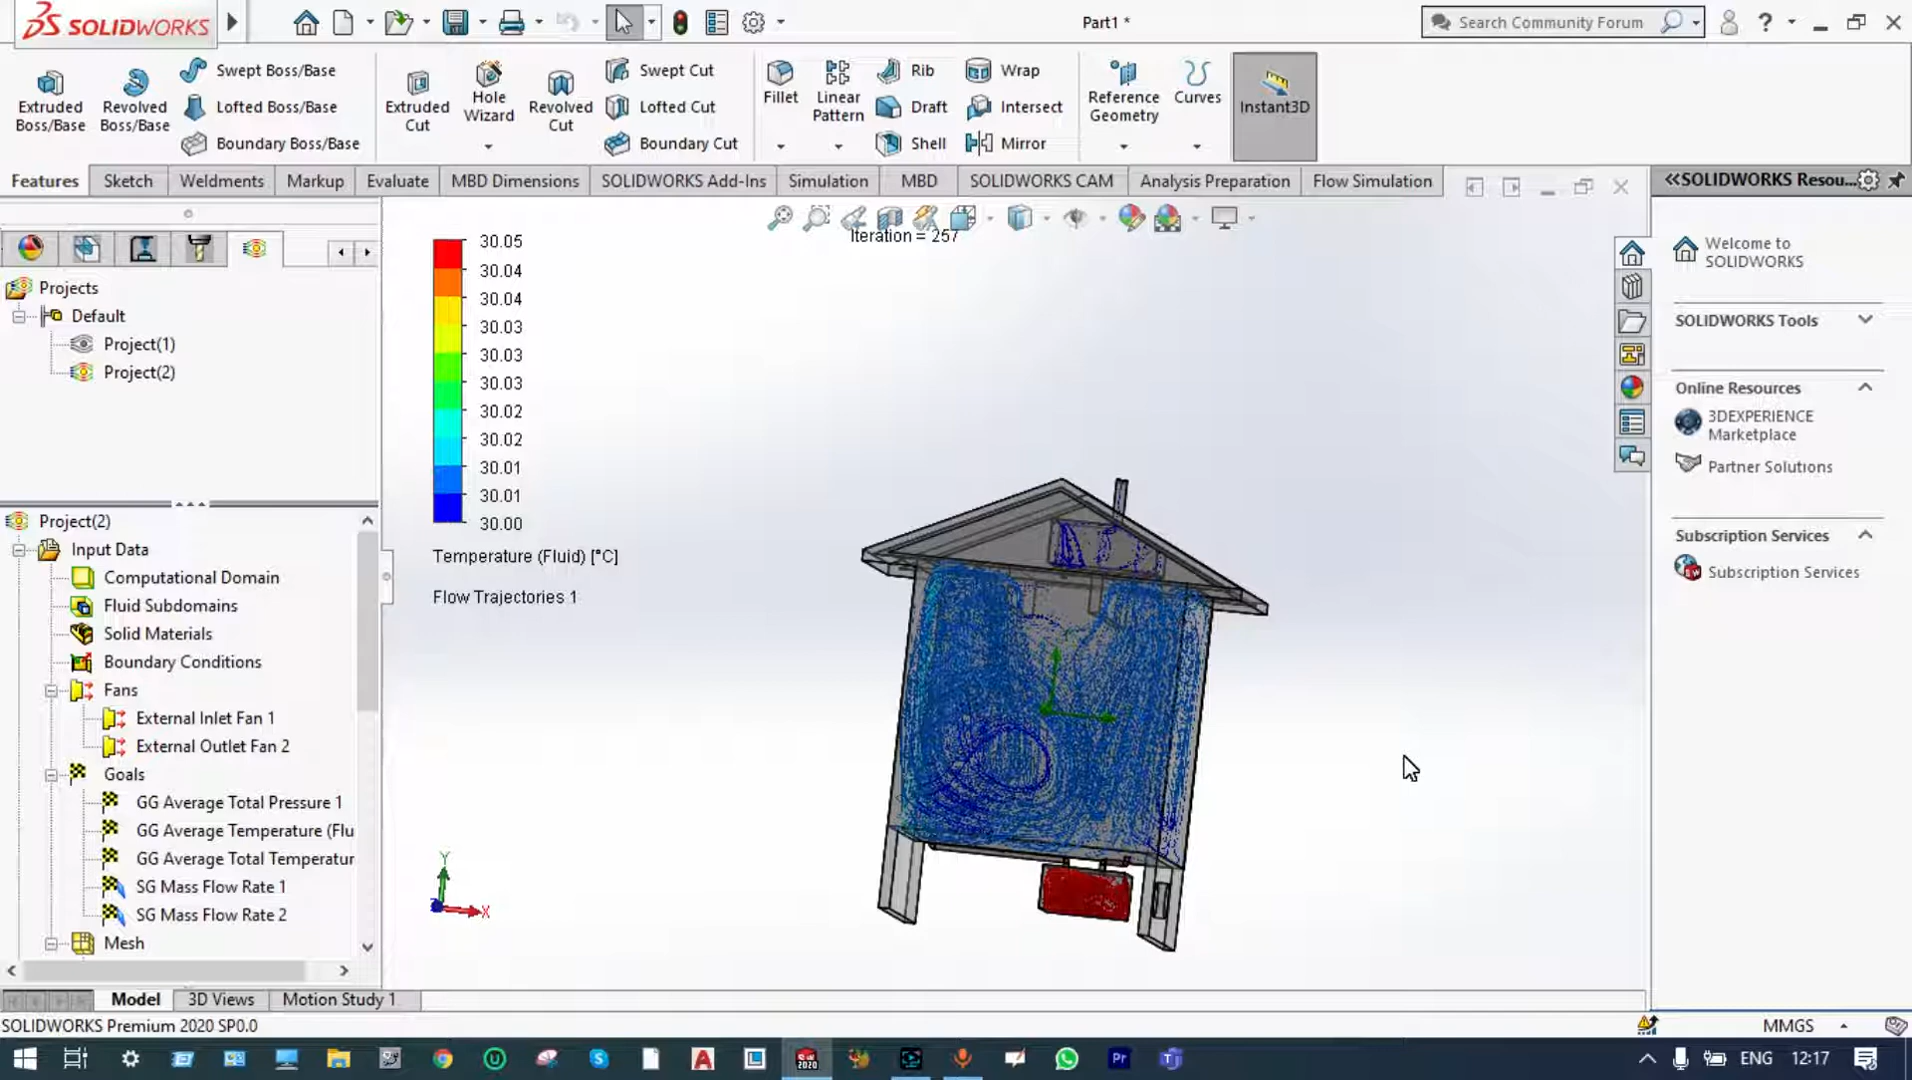 SOLIDWORKS
Part1 *
Search Community Forum
?
Extruded Boss/Base
Revolved Boss/Base
Swept Boss/Base
Lofted Boss/Base
Boundary Boss/Base
Extruded Cut
Hole Wizard
Revolved Cut
Swept Cut
Lofted Cut
Boundary Cut
Fillet
Linear Pattern
Rib
Draft
Shell
Wrap
Intersect
Mirror
Reference Geometry
Curves
Instant3D
Features
Sketch
Weldments
Markup
Evaluate
MBD Dimensions
SOLIDWORKS Add-Ins
Simulation
MBD
SOLIDWORKS CAM
Analysis Preparation
Flow Simulation
Projects
Default
Project(1)
Project(2)
Project(2)
Input Data
Computational Domain
Fluid Subdomains
Solid Materials
Boundary Conditions
Fans
External Inlet Fan 1
External Outlet Fan 2
Goals
GG Average Total Pressure 1
GG Average Temperature (Flu
GG Average Total Temperatur
SG Mass Flow Rate 1
SG Mass Flow Rate 2
Mesh
Iteration = 257
30.05
30.04
30.04
30.03
30.03
30.03
30.02
30.02
30.01
30.01
30.00
Temperature (Fluid) [°C]
Flow Trajectories 1
Y
X
SOLIDWORKS Resou...
Welcome to
SOLIDWORKS
SOLIDWORKS Tools
Online Resources
3DEXPERIENCE
Marketplace
Partner Solutions
Subscription Services
Subscription Services
Model
3D Views
Motion Study 1
SOLIDWORKS Premium 2020 SP0.0
MMGS
ENG
12:17